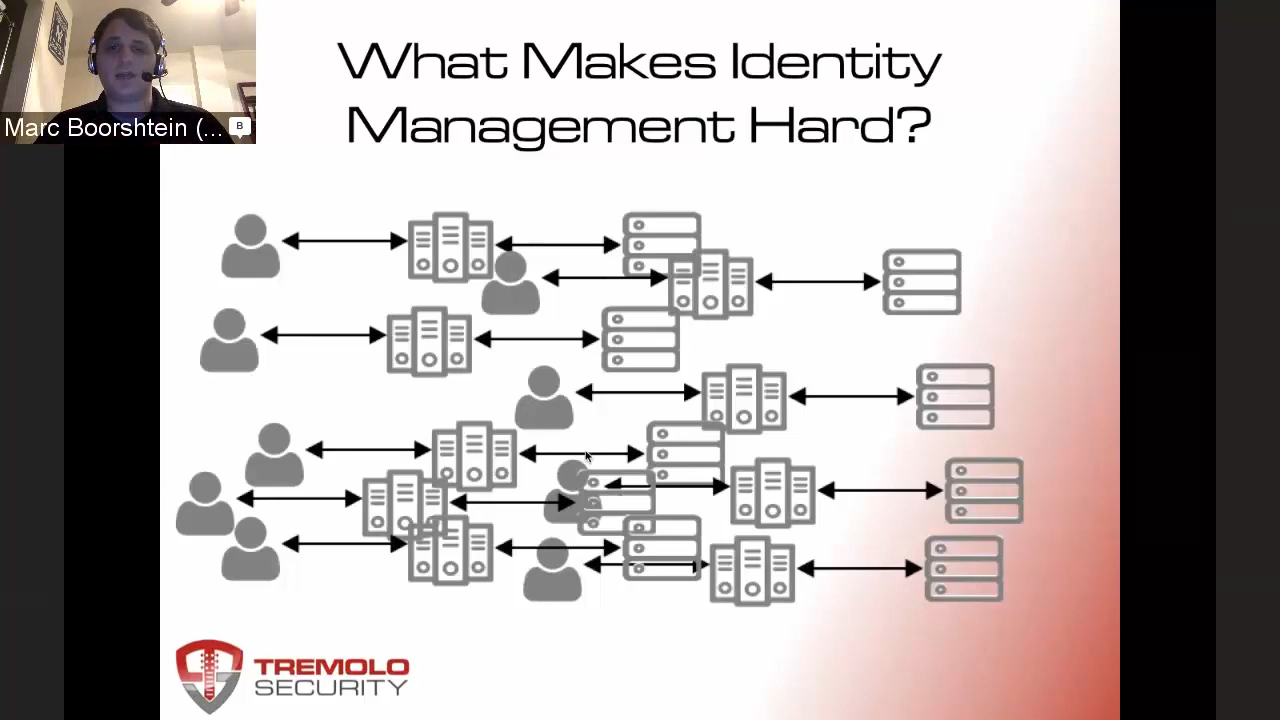 What Makes Identity
Management Hard?
Marc Boorshtein (...
B
TREMOLO
SECURITY